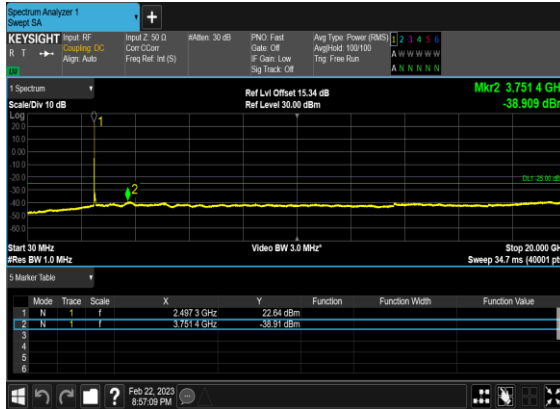 Spectrum Analyzer 1
Swept SA
+
KEYSIGHT Input: RF Input Z: 50 Ω #Atten: 30 dB PNO: Fast Avg Type: Power (RMS) 1 2 3 4 5 6
R T Coupling: DC Corr CCorr Gate: Off Avg|Hold: 100/100 A W W W W W
Align: Auto Freq Ref: Int (S) IF Gain: Low Trig: Free Run
LU Sig Track: Off A N N N N N
1 Spectrum Ref Lvl Offset 15.34 dB Mkr2 3.751 4 GHz
Scale/Div 10 dB Ref Level 30.00 dBm -38.909 dBm
Log
20.0
10.0
0.00
-10.0
-20.0
-30.0
-40.0
-50.0
-60.0
1
2
DL1 -25.00 dB
Start 30 MHz Video BW 3.0 MHz* Stop 20.000 GH
#Res BW 1.0 MHz Sweep 34.7 ms (40001 pts
5 Marker Table
Mode Trace Scale X Y Function Function Width Function Value
1 N 1 f 2.497 3 GHz 22.64 dBm
2 N 1 f 3.751 4 GHz -38.91 dBm
3
4
5
6
? Feb 22, 2023
8:57:09 PM